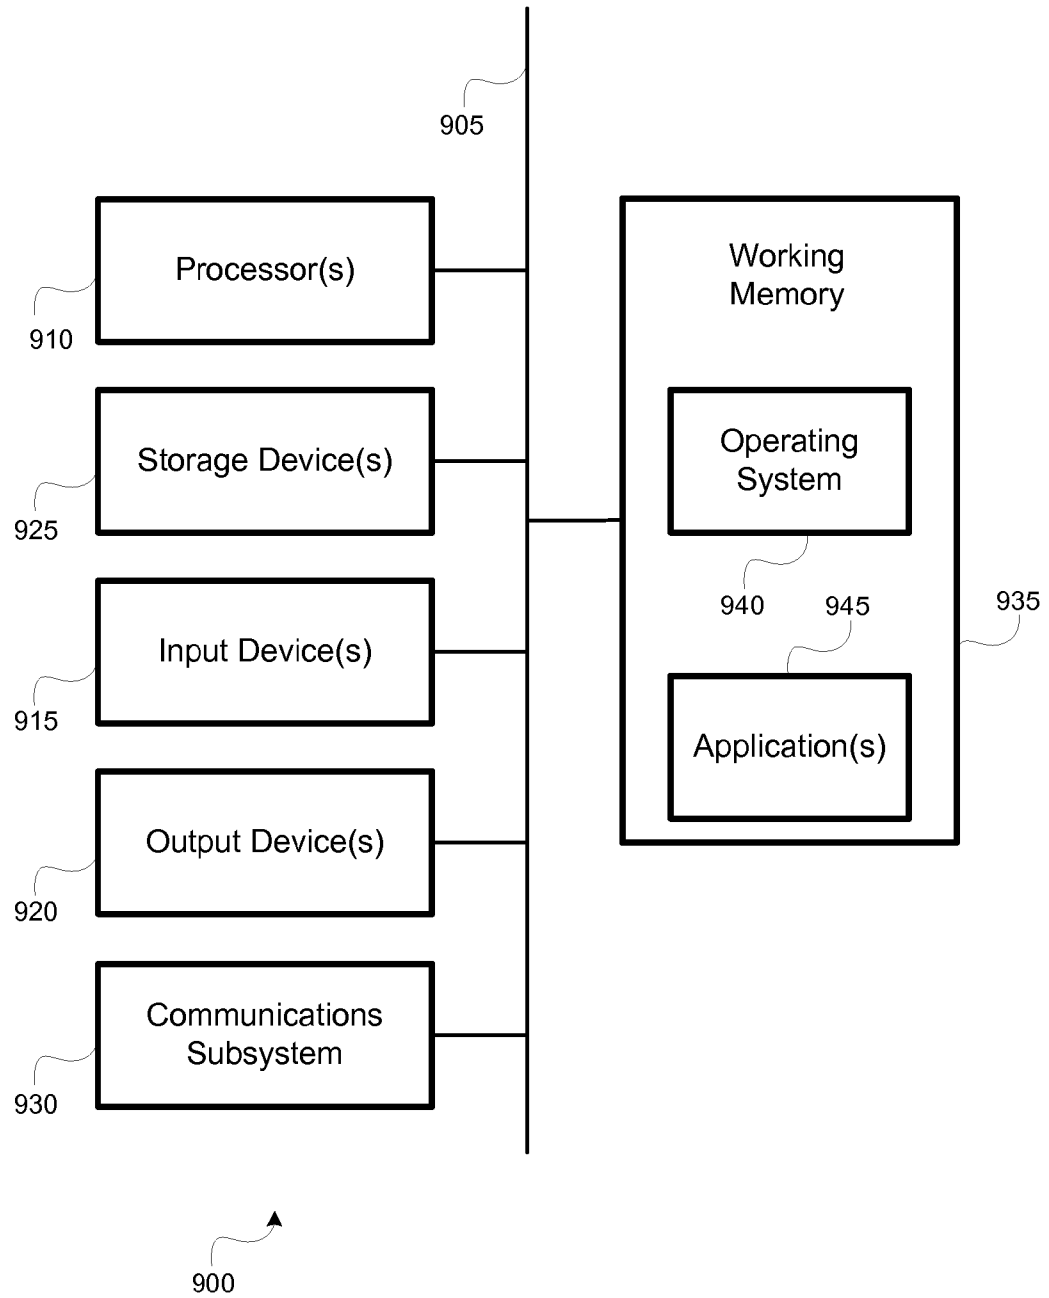 905
Processor(s)
910
Storage Device(s)
925
Input Device(s)
915
Output Device(s)
920
Communications
Subsystem
930
Working
Memory
Operating
System
940
945
935
Application(s)
900